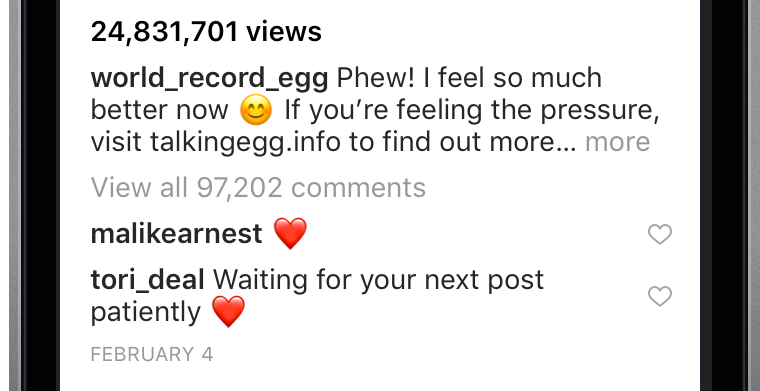 24,831,701 views
world_record_egg Phew! I feel so much
better now 😊 If you’re feeling the pressure,
visit talkingegg.info to find out more... more
View all 97,202 comments
malikearnest ❤️
tori_deal Waiting for your next post
patiently ❤️
FEBRUARY 4